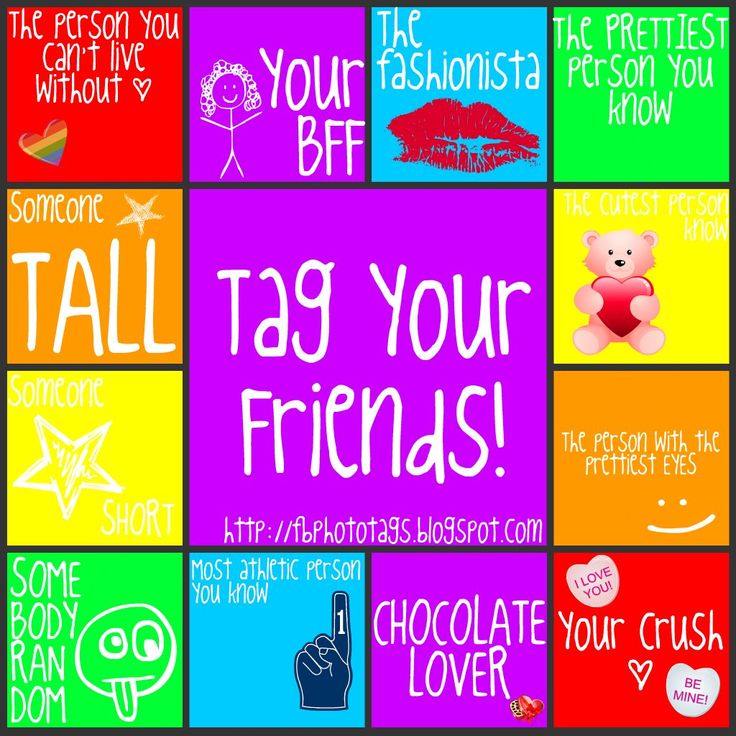 The Person You
can't live
without
Your
BFF
The
fashionista
The PRETTIEST
person you
know
Someone
TALL
Tag Your
Friends!
http://fbphototags.blogspot.com
The cutest person
know
Someone
SHORT
The person with the
prettiest EYES
SOME
BODY
RAN
DOM
Most athletic person
you know
1
CHOCOLATE
LOVER
I LOVE
YOU!
Your Crush
BE
MINE!